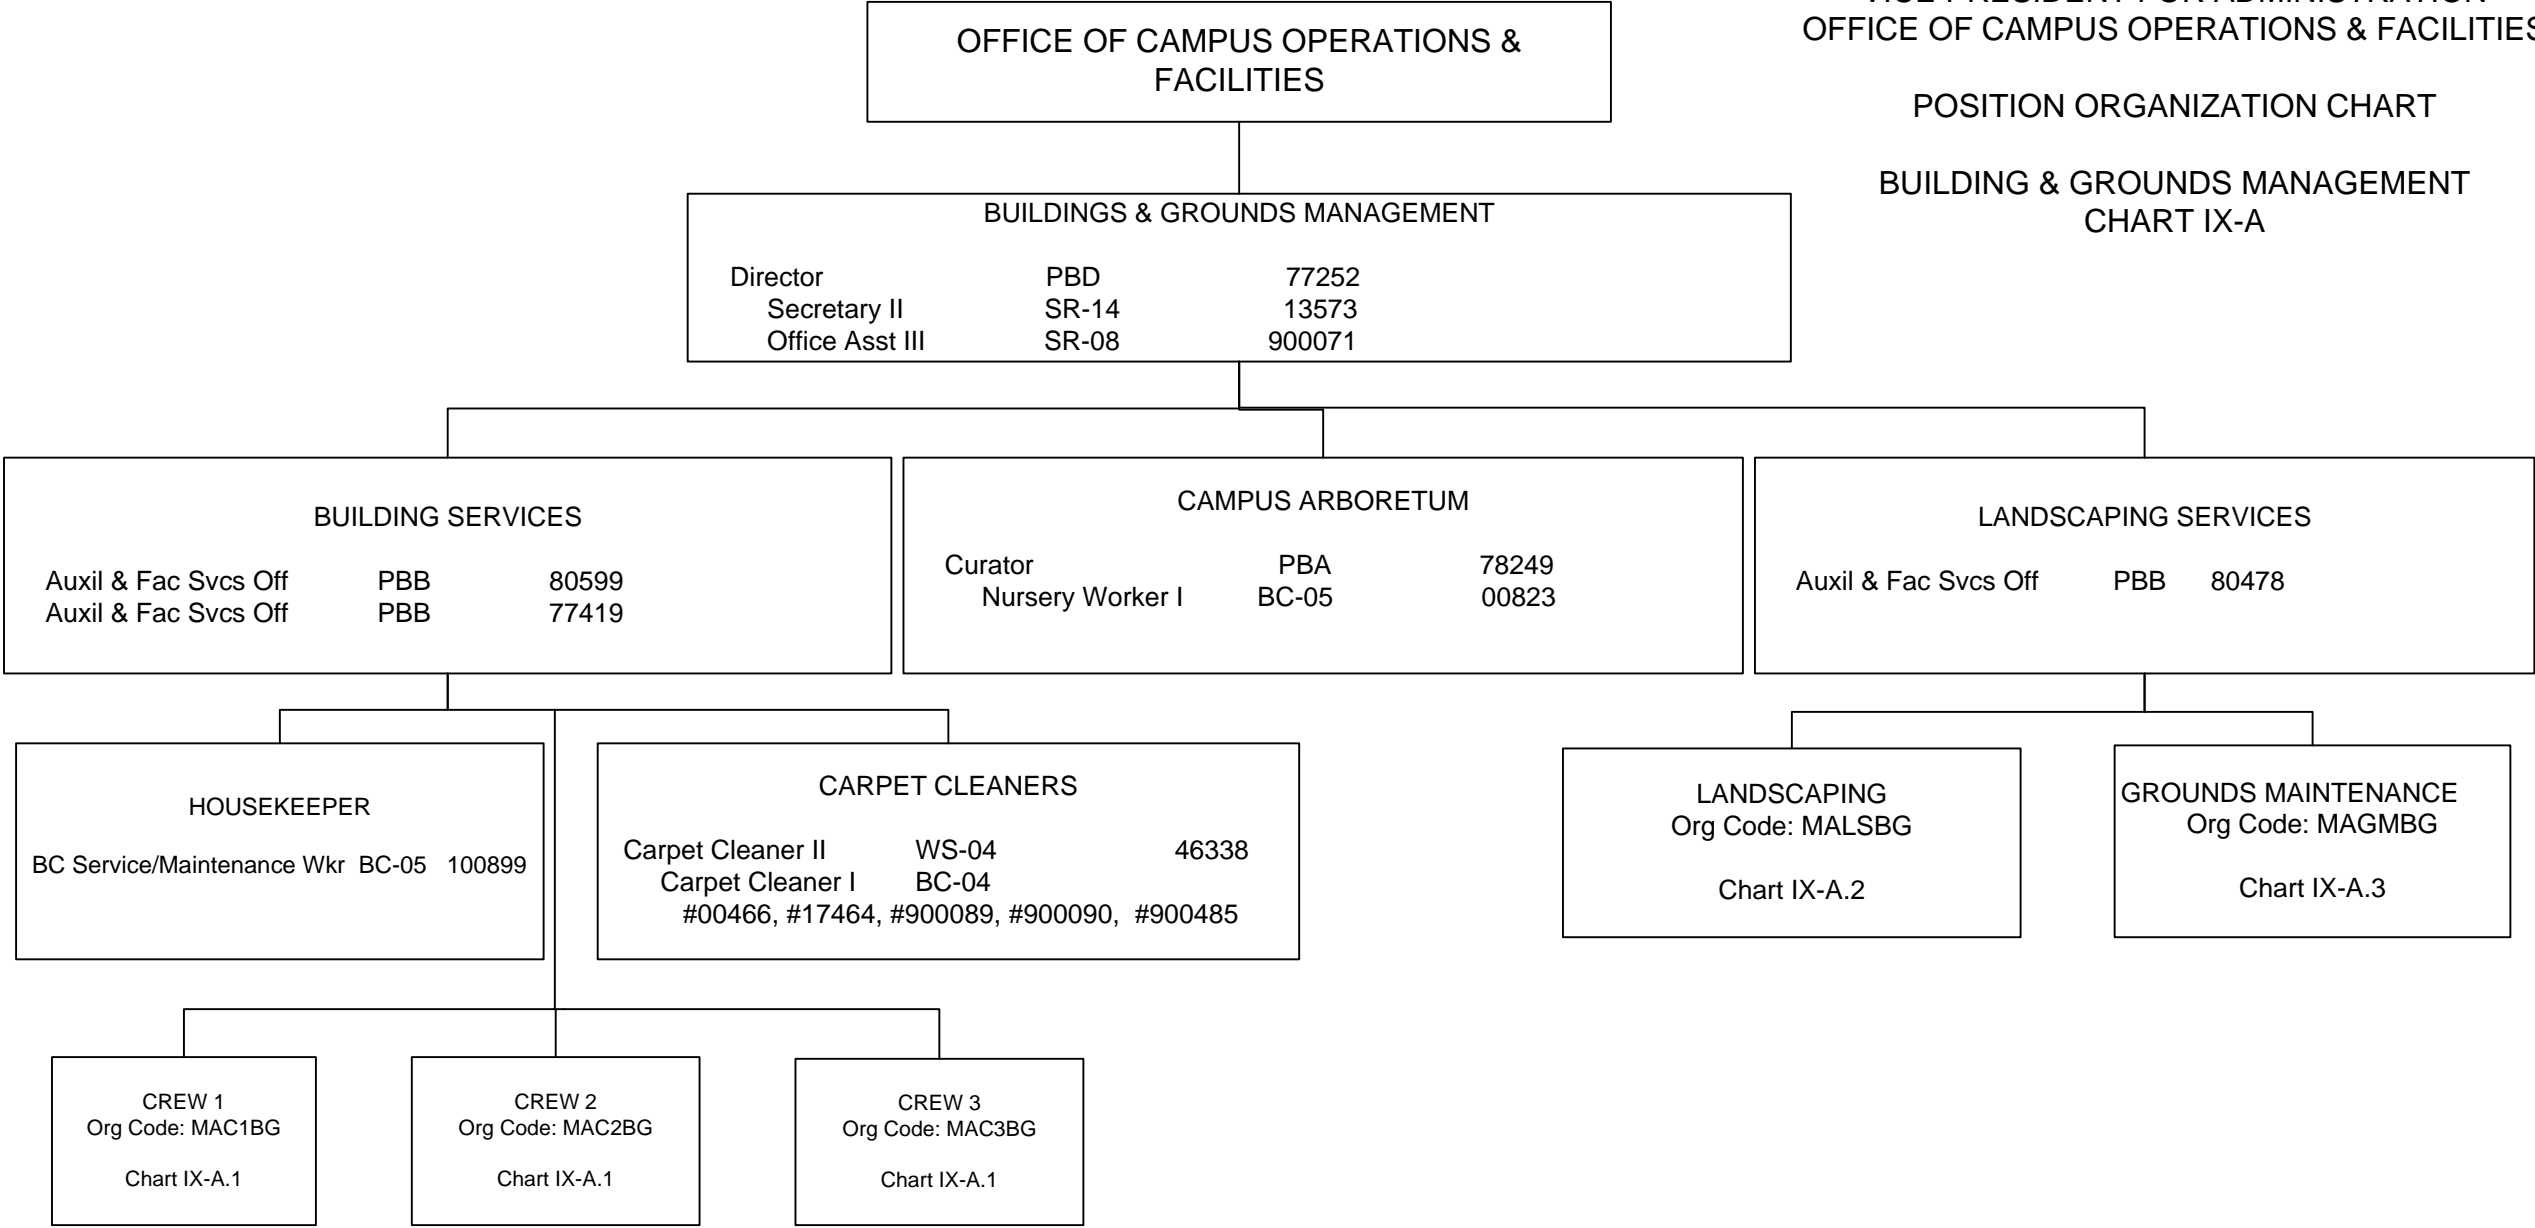 VICE PRESIDENT FOR ADMINISTRATION
OFFICE OF CAMPUS OPERATIONS & FACILITIES
POSITION ORGANIZATION CHART
BUILDING & GROUNDS MANAGEMENT
CHART IX-A
OFFICE OF CAMPUS OPERATIONS &
FACILITIES
BUILDINGS & GROUNDS MANAGEMENT
Director PBD 77252
Secretary II SR-14 13573
Office Asst III SR-08 900071
BUILDING SERVICES
Auxil & Fac Svcs Off PBB 80599
Auxil & Fac Svcs Off PBB 77419
CAMPUS ARBORETUM
Curator PBA 78249
Nursery Worker I BC-05 00823
LANDSCAPING SERVICES
Auxil & Fac Svcs Off PBB 80478
HOUSEKEEPER
BC Service/Maintenance Wkr BC-05 100899
CARPET CLEANERS
Carpet Cleaner II WS-04 46338
Carpet Cleaner I BC-04
#00466, #17464, #900089, #900090, #900485
LANDSCAPING
Org Code: MALSBG
Chart IX-A.2
GROUNDS MAINTENANCE
Org Code: MAGMBG
Chart IX-A.3
CREW 1
Org Code: MAC1BG
Chart IX-A.1
CREW 2
Org Code: MAC2BG
Chart IX-A.1
CREW 3
Org Code: MAC3BG
Chart IX-A.1